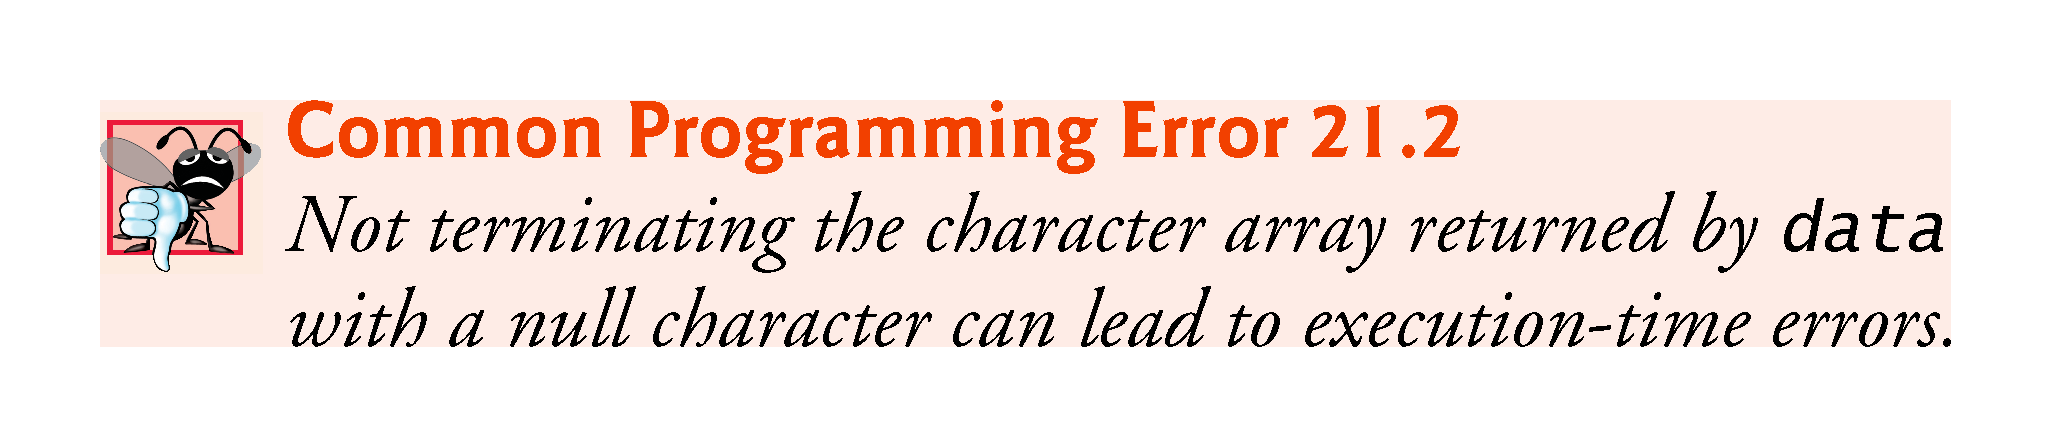 Common Programming Error 21.2
Not terminating the character array returned by data
with a null character can lead to execution-time errors.